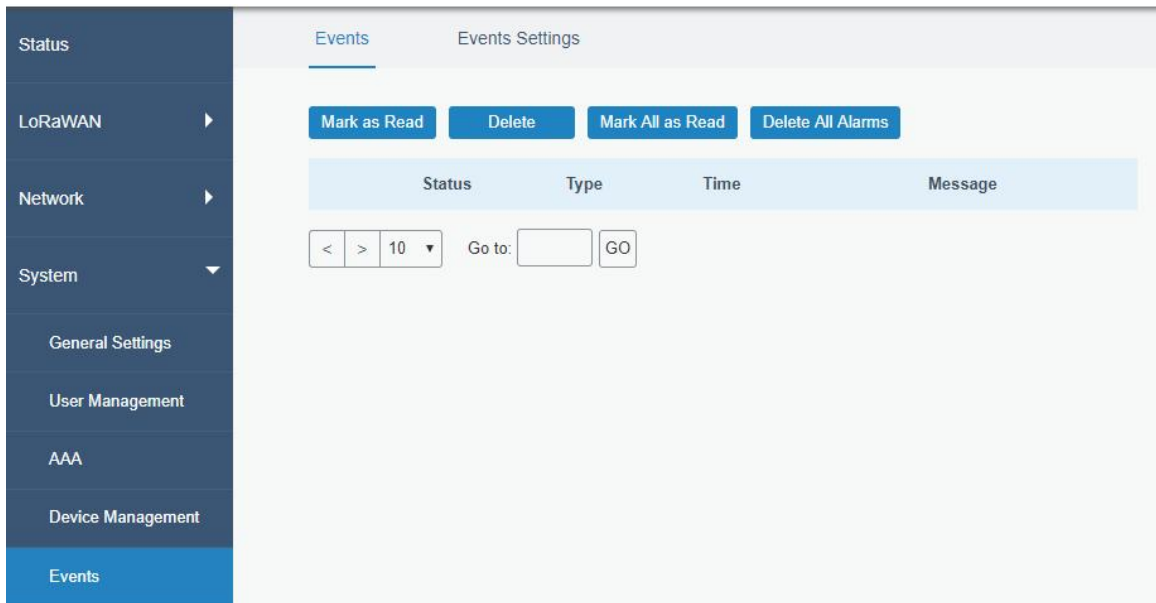 Status
LoRaWAN
Network
System
General Settings
User Management
AAA
Device Management
Events
Events Events Settings
Mark as Read Delete Mark All as Read Delete All Alarms
Status Type Time Message
< > 10 Go to: GO